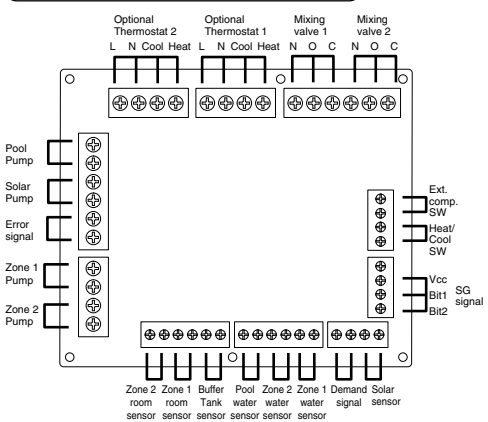 Optional Thermostat 2
Optional Thermostat 1
Mixing valve 1
Mixing valve 2
L N Cool Heat
L N Cool Heat
N O C
N O C
Pool Pump
Solar Pump
Error signal
Zone 1 Pump
Zone 2 Pump
Ext. comp. SW
Heat/ Cool SW
Vcc
Bit1
Bit2
SG signal
Zone 2 room sensor
Zone 1 room sensor
Buffer Tank sensor
Pool water sensor
Zone 2 water sensor
Zone 1 water sensor
Demand signal
Solar sensor